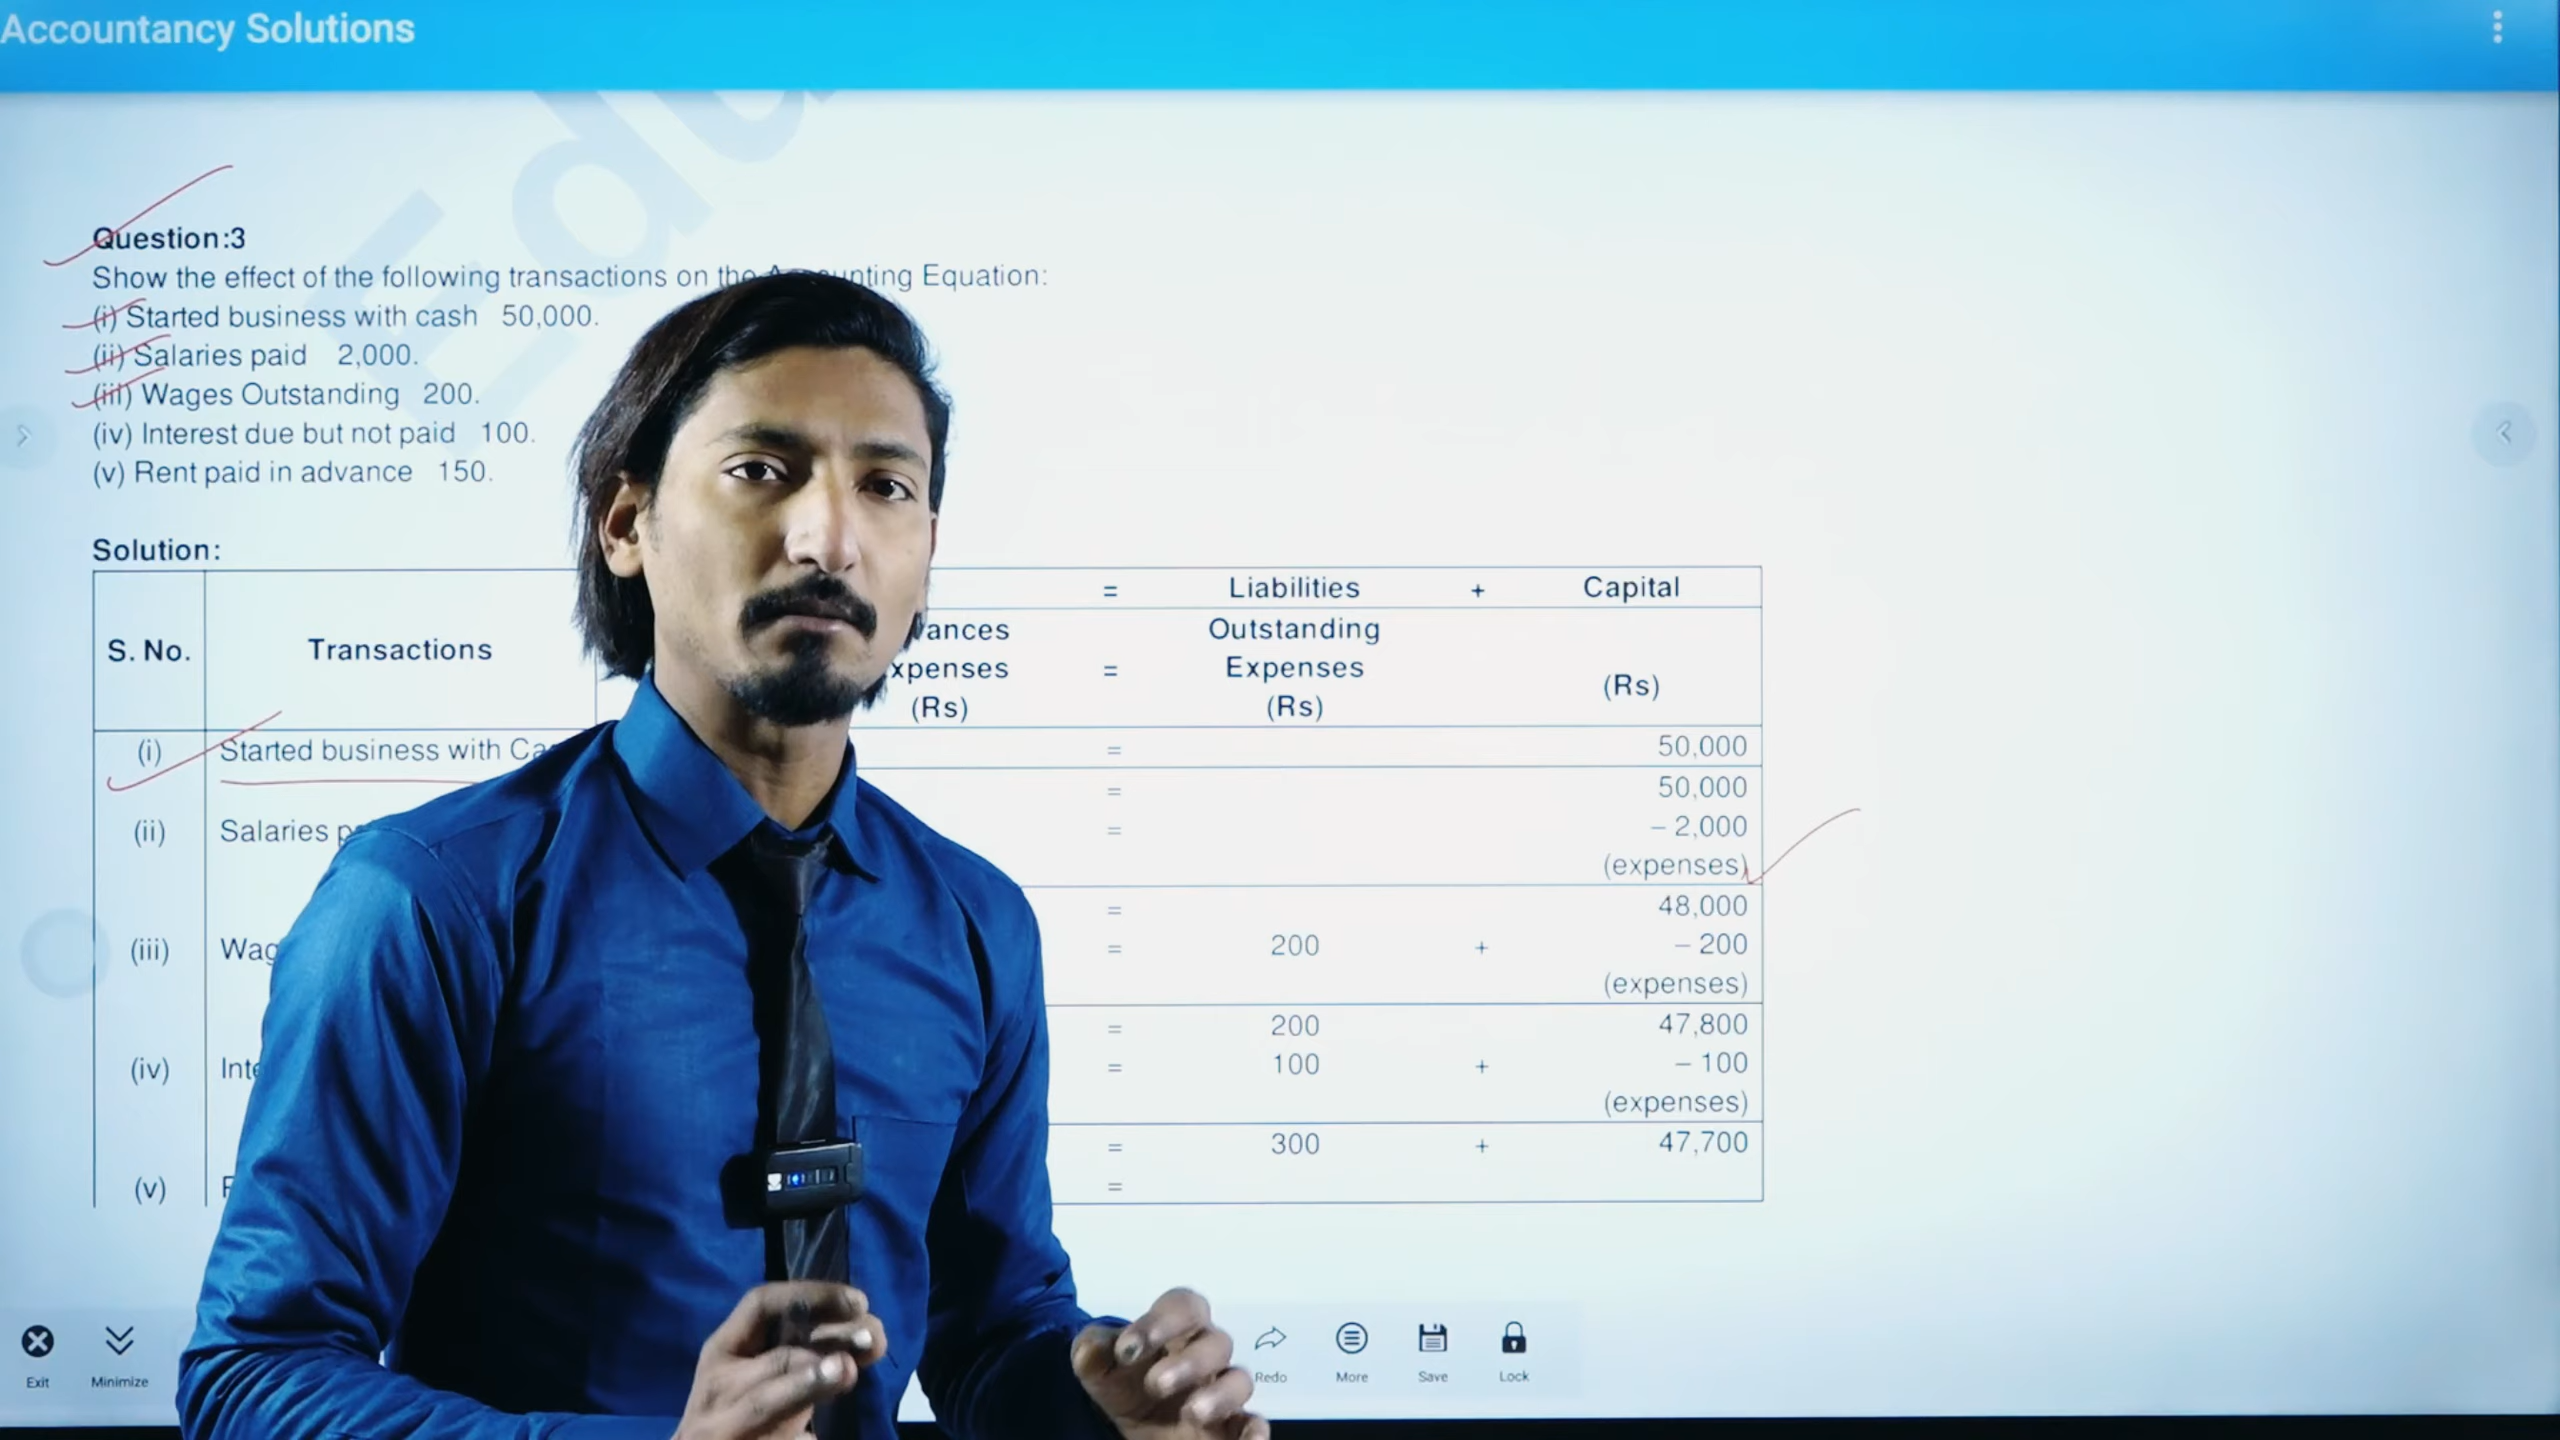 Accountancy Solutions
Edu
Question:3
Show the effect of the following transactions on the Accounting Equation:
(i) Started business with cash 50,000.
(ii) Salaries paid 2,000.
(iii) Wages Outstanding 200.
(iv) Interest due but not paid 100.
(v) Rent paid in advance 150.
Solution:
= Liabilities + Capital
S. No. Transactions
Outstanding
= Expenses
(Rs) (Rs) (Rs)
(i) Started business with = 50,000
= 50,000
(ii) Salaries = – 2,000
(expenses)
= 48,000
(iii) = 200 + – 200
(expenses)
= 200 47,800
(iv) = 100 + – 100
(expenses)
= 300 + 47,700
(v) =
Exit Minimize Redo More Save Lock